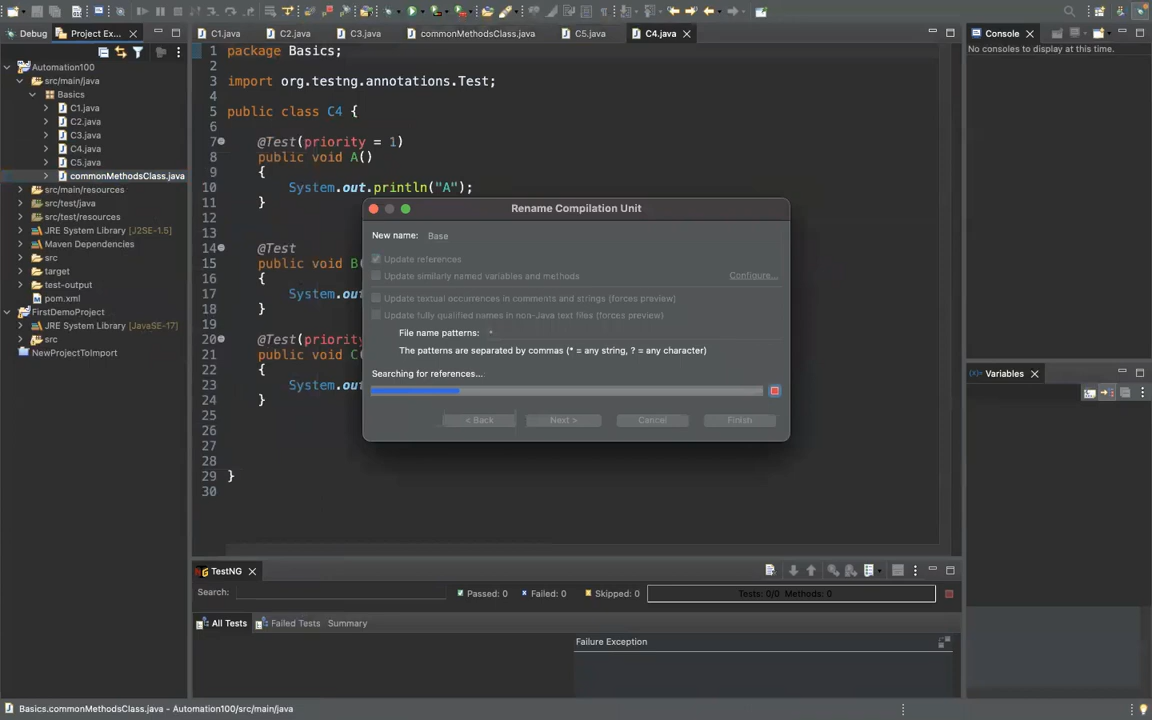 Debug
Project Ex...
C1.java
C2.java
C3.java
commonMethodsClass.java
C5.java
C4.java
Console
No consoles to display at this time.
Automation100
src/main/java
Basics
C1.java
C2.java
C3.java
C4.java
C5.java
commonMethodsClass.java
src/main/resources
src/test/java
src/test/resources
JRE System Library [J2SE-1.5]
Maven Dependencies
src
target
test-output
pom.xml
FirstDemoProject
JRE System Library [JavaSE-17]
src
NewProjectToImport
1 package Basics;
2
3 import org.testng.annotations.Test;
4
5 public class C4 {
6
7 @Test(priority = 1)
8 public void A()
9 {
10 System.out.println("A");
11 }
12
13
14 @Test
15 public void B(
16 {
17 System.out
18 }
19
20 @Test(priority
21 public void C(
22 {
23 System.out
24 }
25
26
27
28
29 }
30
Rename Compilation Unit
New name: Base
Update references
Update similarly named variables and methods
Configure...
Update textual occurrences in comments and strings (forces preview)
Update fully qualified names in non-Java text files (forces preview)
File name patterns: *
The patterns are separated by commas (* = any string, ? = any character)
Searching for references...
< Back
Next >
Cancel
Finish
(x)= Variables
TestNG
Search:
Passed: 0
Failed: 0
Skipped: 0
Tests: 0/0 Methods: 0
All Tests
Failed Tests
Summary
Failure Exception
Basics.commonMethodsClass.java - Automation100/src/main/java